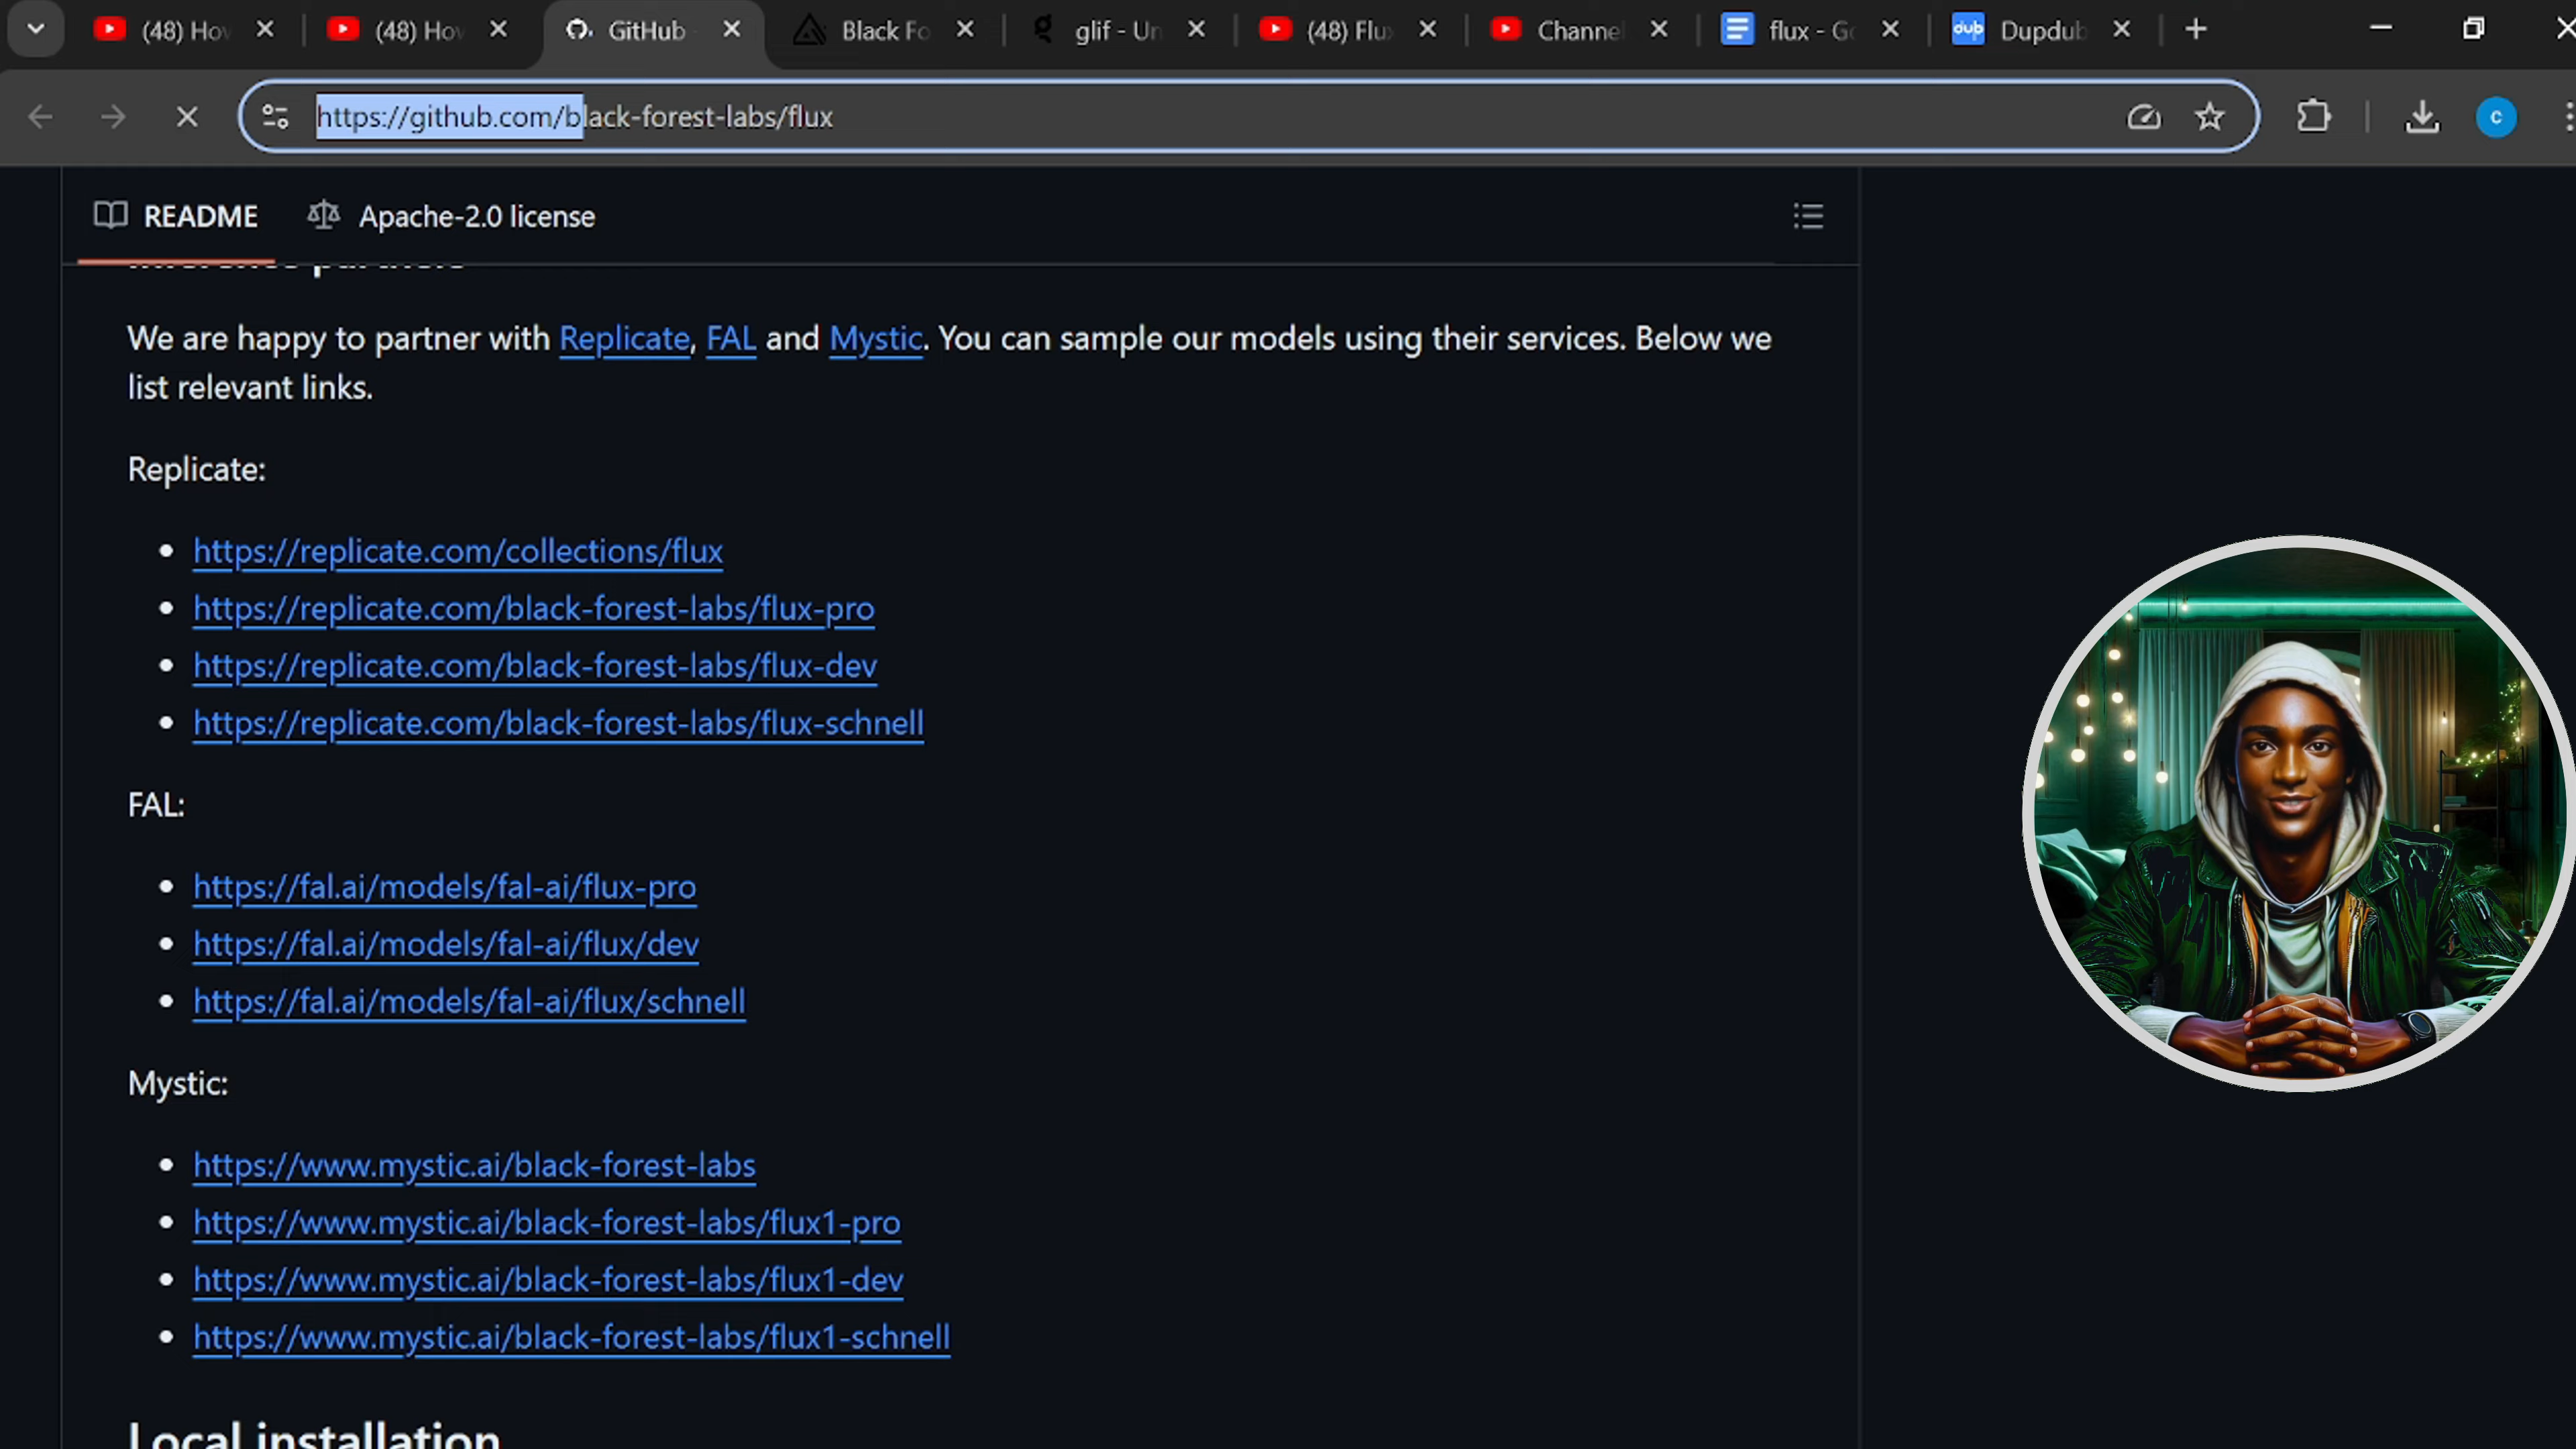 (48) Hov
(48) Hov
GitHub
Black Fo
glif - Un
(48) Flu
Channel
flux - Go
dub Dupdub
https://github.com/black-forest-labs/flux
c
README
Apache-2.0 license
Inference partners
We are happy to partner with Replicate, FAL and Mystic. You can sample our models using their services. Below we
list relevant links.
Replicate:
https://replicate.com/collections/flux
https://replicate.com/black-forest-labs/flux-pro
https://replicate.com/black-forest-labs/flux-dev
https://replicate.com/black-forest-labs/flux-schnell
FAL:
https://fal.ai/models/fal-ai/flux-pro
https://fal.ai/models/fal-ai/flux/dev
https://fal.ai/models/fal-ai/flux/schnell
Mystic:
https://www.mystic.ai/black-forest-labs
https://www.mystic.ai/black-forest-labs/flux1-pro
https://www.mystic.ai/black-forest-labs/flux1-dev
https://www.mystic.ai/black-forest-labs/flux1-schnell
Local installation